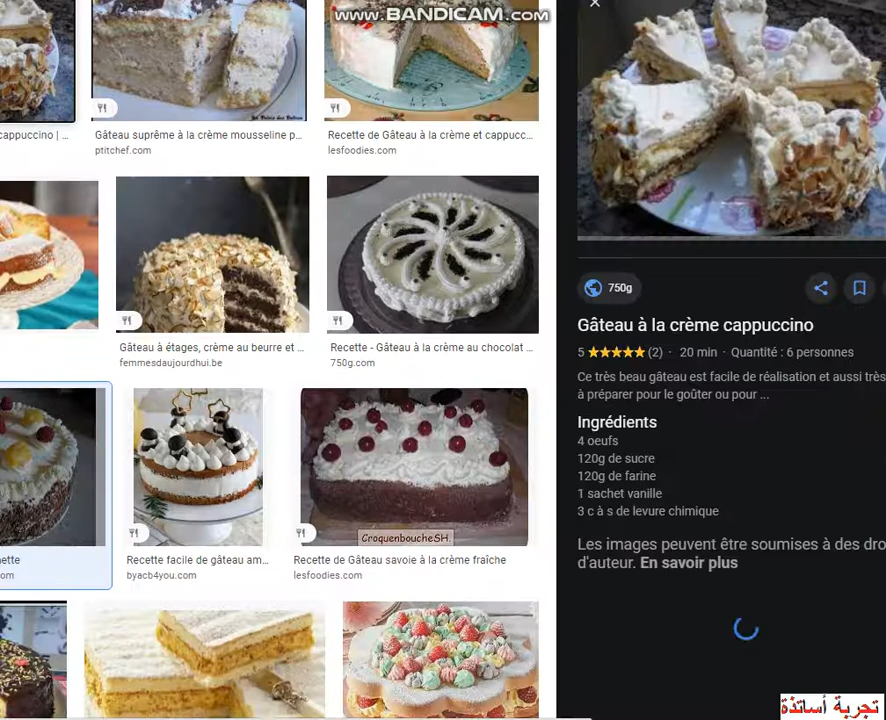 www.BANDICAM.com
cappuccino | ...
Gâteau suprême à la crème mousseline p...
ptitchef.com
Recette de Gâteau à la crème et cappucc...
lesfoodies.com
Gâteau à étages, crème au beurre et ...
femmesdaujourdhui.be
Recette - Gâteau à la crème au chocolat ...
750g.com
ette
om
CroquenboucheSH.
Recette facile de gâteau am...
byacb4you.com
Recette de Gâteau savoie à la crème fraîche
lesfoodies.com
750g
Gâteau à la crème cappuccino
5 ★★★★★ (2) · 20 min · Quantité : 6 personnes
Ce très beau gâteau est facile de réalisation et aussi très
à préparer pour le goûter ou pour ...
Ingrédients
4 oeufs
120g de sucre
120g de farine
1 sachet vanille
3 c à s de levure chimique
Les images peuvent être soumises à des dro
d'auteur. En savoir plus
تجربة أساتذة